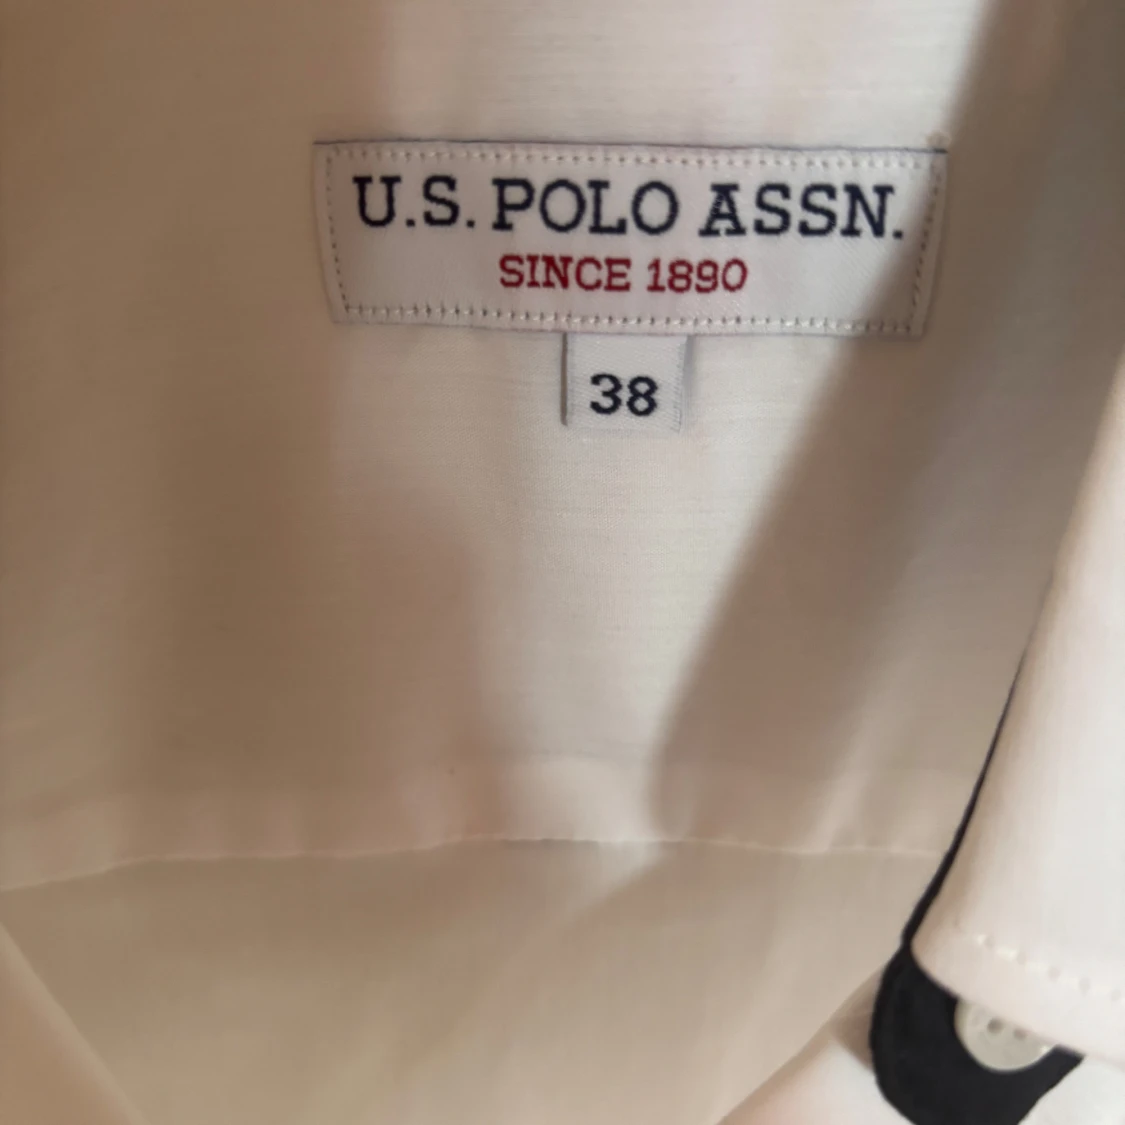 U.S. POLO ASSN.
SINCE 1890
38